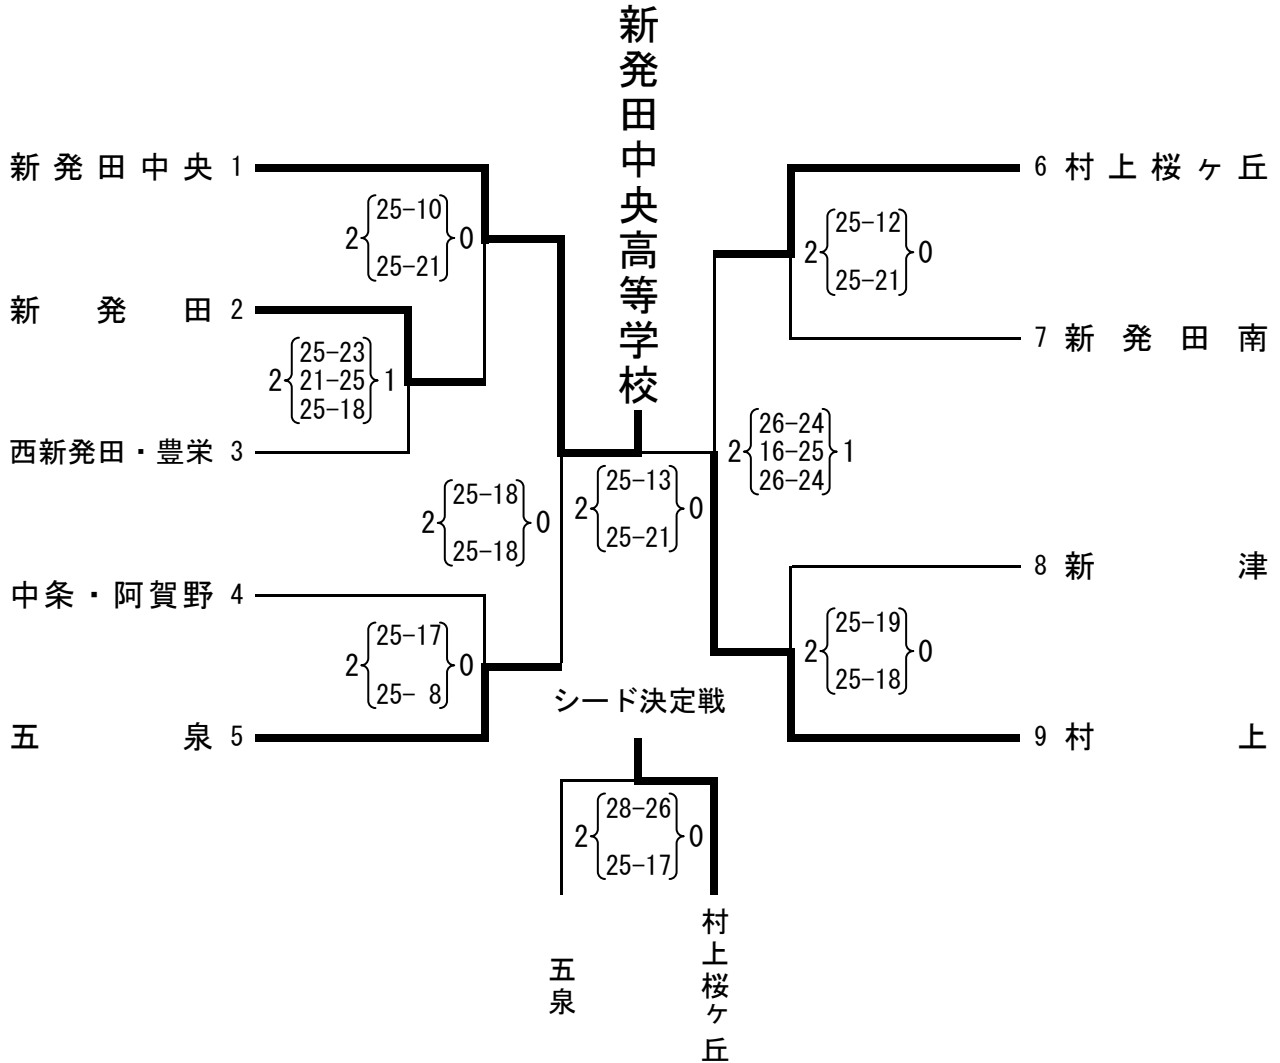 新発田中央高等学校
新発田中央 1
2 25-10 0
25-21
新発田 2
2 25-23 1
21-25
25-18
西新発田・豊栄 3
2 25-18 0
25-18
中条・阿賀野 4
2 25-17 0
25- 8
五泉 5
2 25-13 0
25-21
6 村上桜ヶ丘
2 25-12 0
25-21
7 新発田南
2 26-24 1
16-25
26-24
8 新津
2 25-19 0
25-18
9 村上
シード決定戦
2 28-26 0
25-17
五泉
村上桜ヶ丘